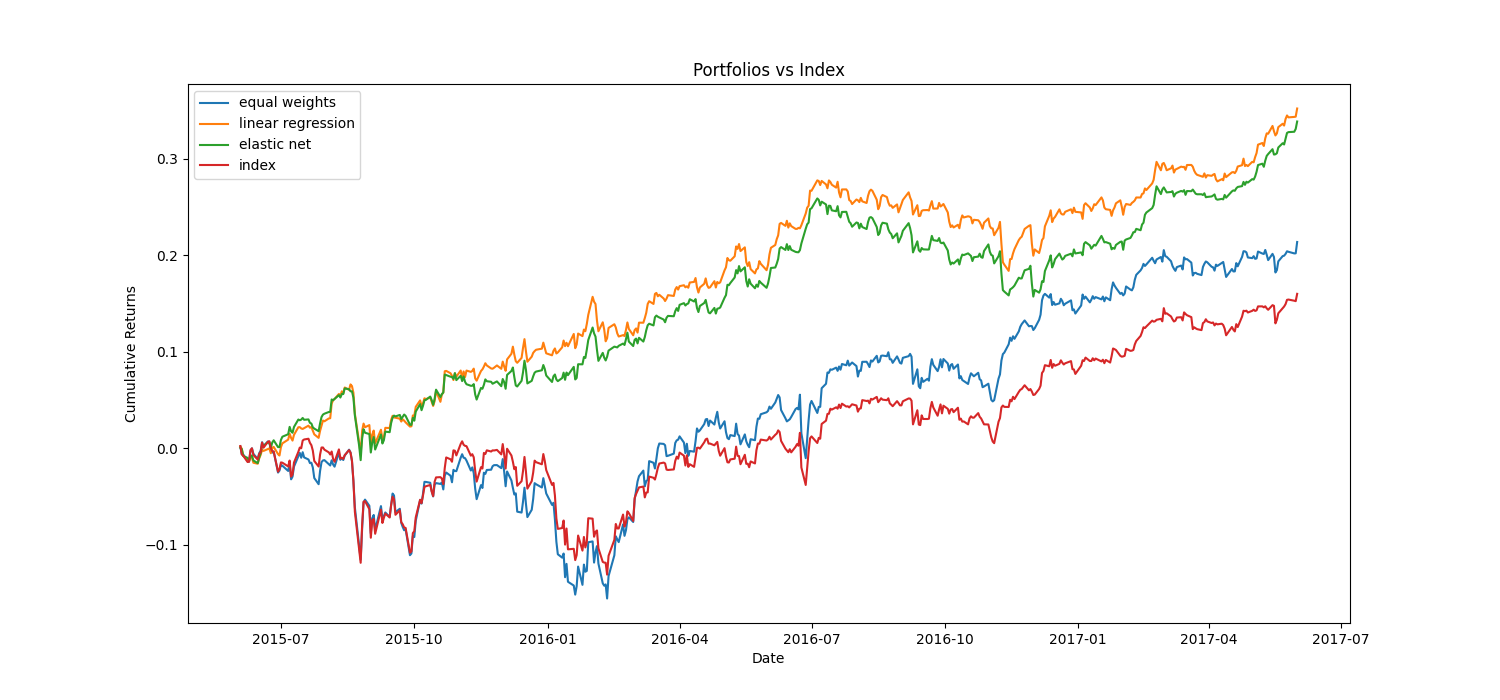 Portfolios vs Index
equal weights
linear regression
elastic net
index
Cumulative Returns
0.3
0.2
0.1
0.0
−0.1
2015-07 2015-10 2016-01 2016-04 2016-07 2016-10 2017-01 2017-04 2017-07
Date